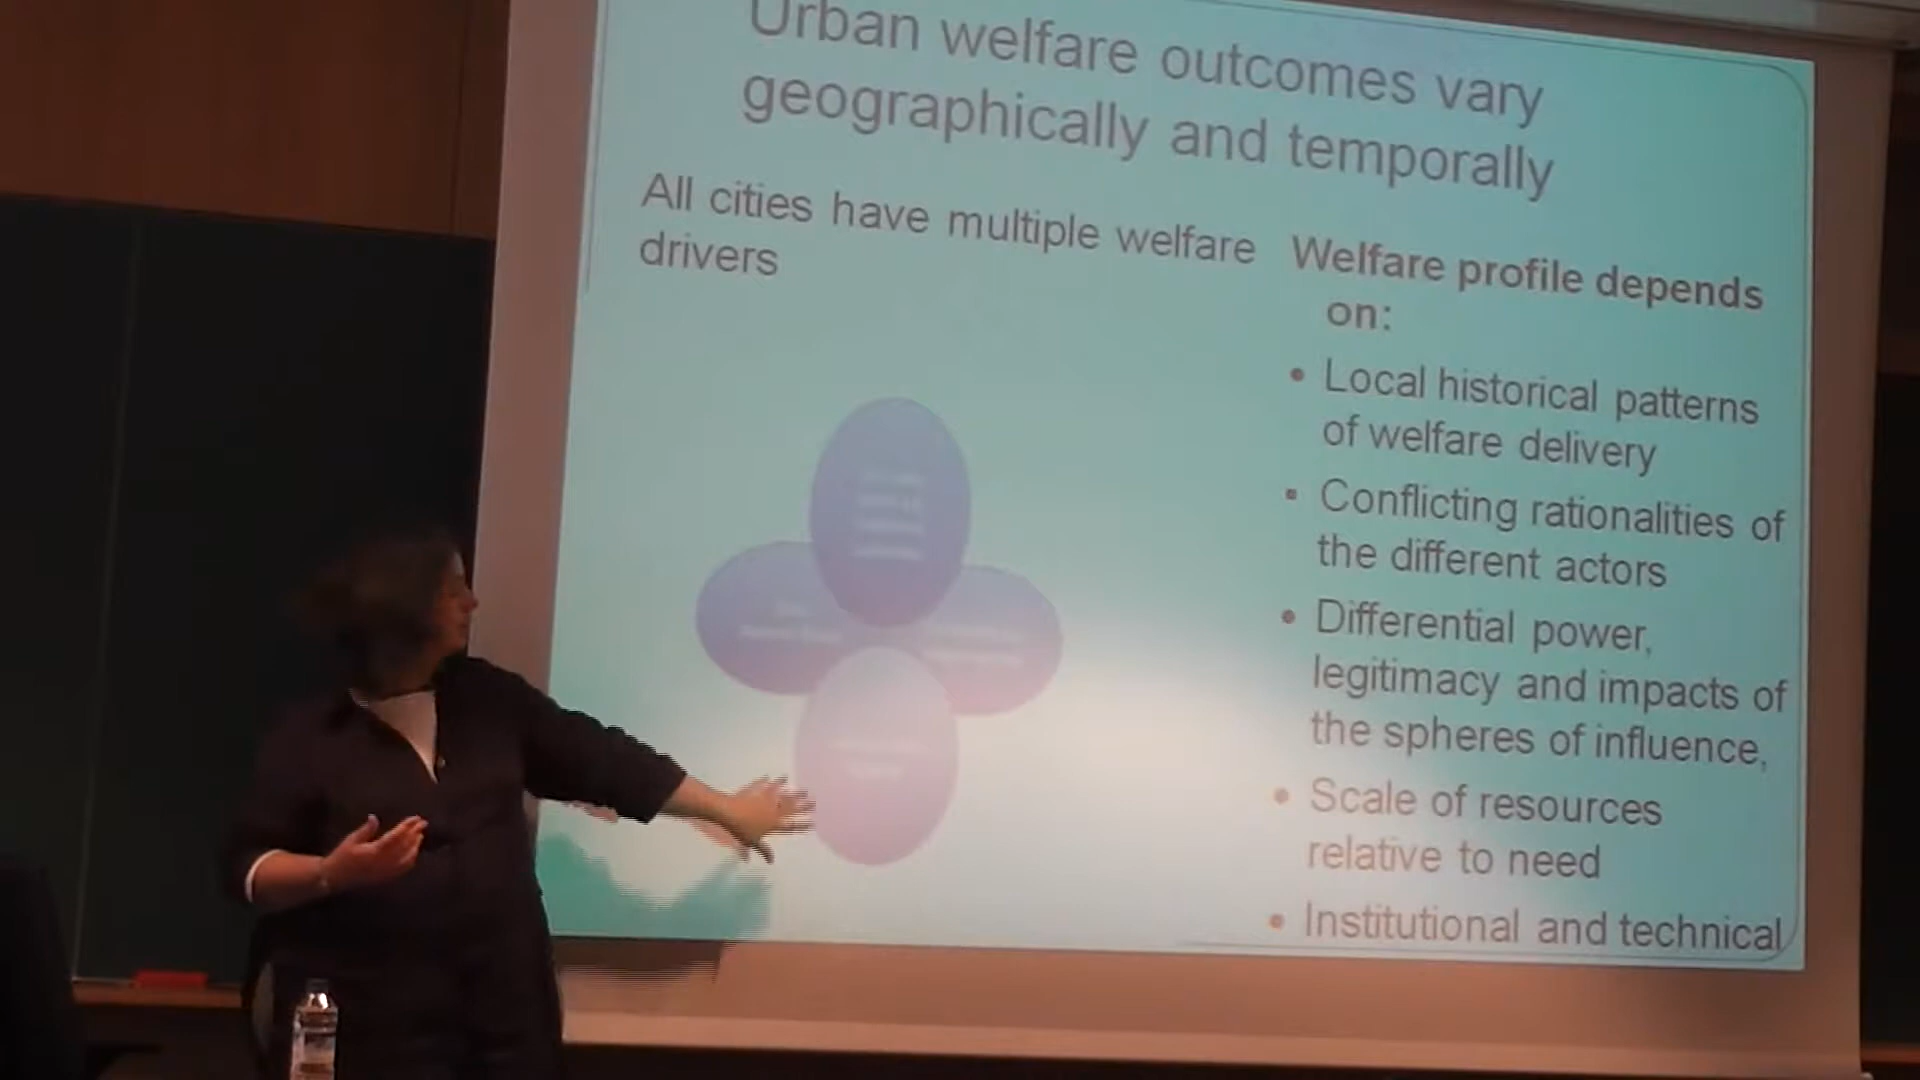 Urban welfare outcomes vary
geographically and temporally
All cities have multiple welfare
drivers
Welfare profile depends
on:
• Local historical patterns
of welfare delivery
▪ Conflicting rationalities of
the different actors
• Differential power,
legitimacy and impacts of
the spheres of influence,
• Scale of resources
relative to need
• Institutional and technical